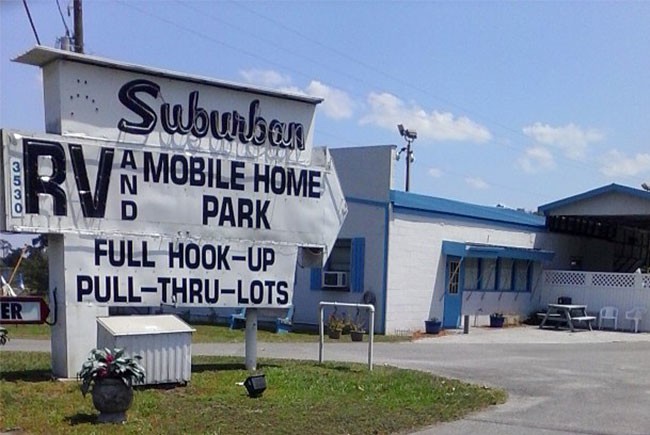 Suburban
3530
RV AND MOBILE HOME
PARK
FULL HOOK-UP
PULL-THRU-LOTS
ER